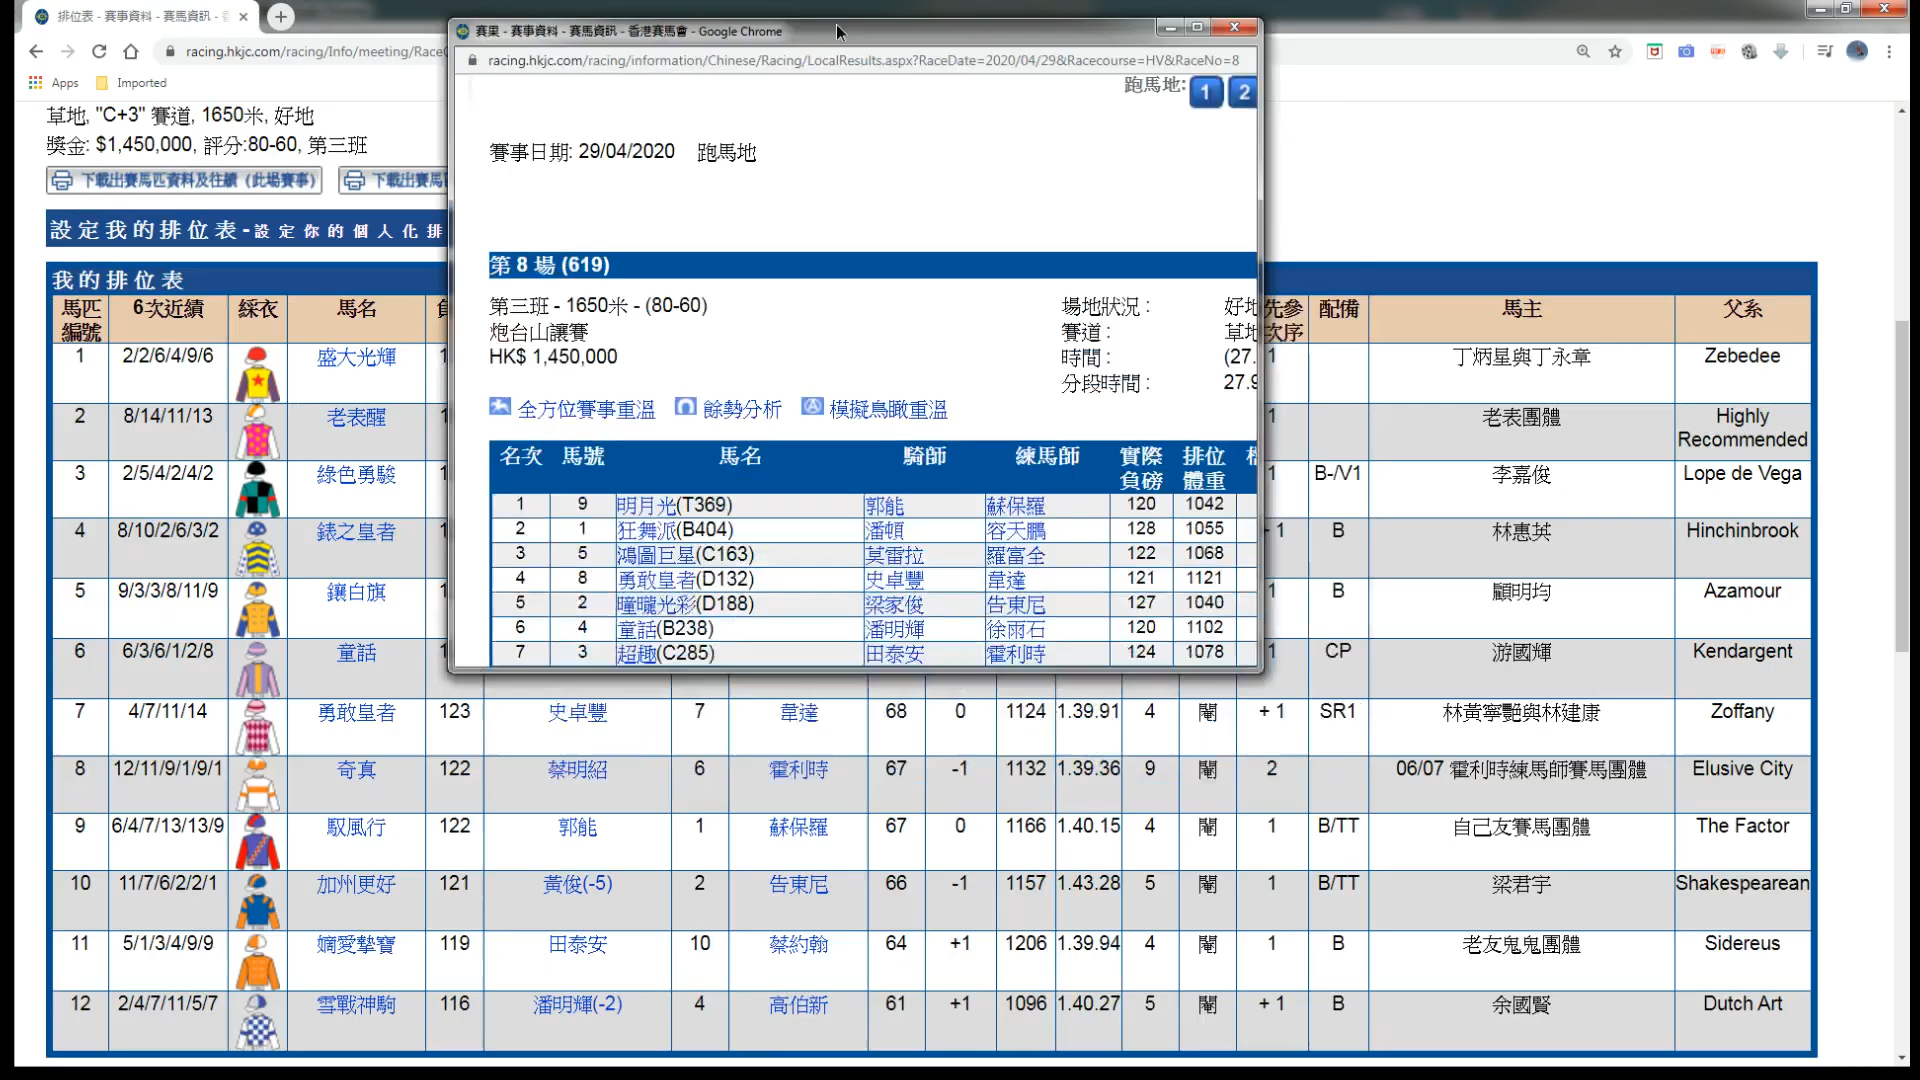 排位表 - 賽事資料 - 賽馬資訊 -
racing.hkjc.com/racing/Info/meeting/Race
Apps
Imported
草地, "C+3" 賽道, 1650米, 好地
獎金: $1,450,000, 評分:80-60, 第三班
下載出賽馬匹資料及往績 (此場賽事)
下載出賽馬
設定我的排位表-設定你的個人化排
我的排位表
馬匹編號 6次近績 綵衣 馬名
1 2/2/6/4/9/6 盛大光輝
2 8/14/11/13 老表醒
3 2/5/4/2/4/2 綠色勇駿
4 8/10/2/6/3/2 錶之皇者
5 9/3/3/8/11/9 鑲白旗
6 6/3/6/1/2/8 童話
賽果 - 賽事資料 - 賽馬資訊 - 香港賽馬會 - Google Chrome
racing.hkjc.com/racing/information/Chinese/Racing/LocalResults.aspx?RaceDate=2020/04/29&Racecourse=HV&RaceNo=8
跑馬地: 1 2
賽事日期: 29/04/2020 跑馬地
第 8 場 (619)
第三班 - 1650米 - (80-60) 場地狀況 : 好地
炮台山讓賽 賽道 : 草地
HK$ 1,450,000 時間 : (27.
分段時間 : 27.9
全方位賽事重溫 餘勢分析 模擬鳥瞰重溫
名次 馬號 馬名 騎師 練馬師 實際負磅 排位體重
1 9 明月光(T369) 郭能 蘇保羅 120 1042
2 1 狂舞派(B404) 潘頓 容天鵬 128 1055
3 5 鴻圖巨星(C163) 莫雷拉 羅富全 122 1068
4 8 勇敢皇者(D132) 史卓豐 韋達 121 1121
5 2 曈曨光彩(D188) 梁家俊 告東尼 127 1040
6 4 童話(B238) 潘明輝 徐雨石 120 1102
7 3 超趣(C285) 田泰安 霍利時 124 1078
先參次序 配備 馬主 父系
1 丁炳星與丁永章 Zebedee
1 老表團體 Highly Recommended
1 B-/V1 李嘉俊 Lope de Vega
+ 1 B 林惠英 Hinchinbrook
1 B 顧明均 Azamour
1 CP 游國輝 Kendargent
7 4/7/11/14 勇敢皇者 123 史卓豐 7 韋達 68 0 1124 1.39.91 4 閹 + 1 SR1 林黃寧艷與林建康 Zoffany
8 12/11/9/1/9/1 奇真 122 蔡明紹 6 霍利時 67 -1 1132 1.39.36 9 閹 2 06/07 霍利時練馬師賽馬團體 Elusive City
9 6/4/7/13/13/9 馭風行 122 郭能 1 蘇保羅 67 0 1166 1.40.15 4 閹 1 B/TT 自己友賽馬團體 The Factor
10 11/7/6/2/2/1 加州更好 121 黃俊(-5) 2 告東尼 66 -1 1157 1.43.28 5 閹 1 B/TT 梁君宇 Shakespearean
11 5/1/3/4/9/9 嫡愛摯寶 119 田泰安 10 蔡約翰 64 +1 1206 1.39.94 4 閹 1 B 老友鬼鬼團體 Sidereus
12 2/4/7/11/5/7 雪戰神駒 116 潘明輝(-2) 4 高伯新 61 +1 1096 1.40.27 5 閹 + 1 B 余國賢 Dutch Art